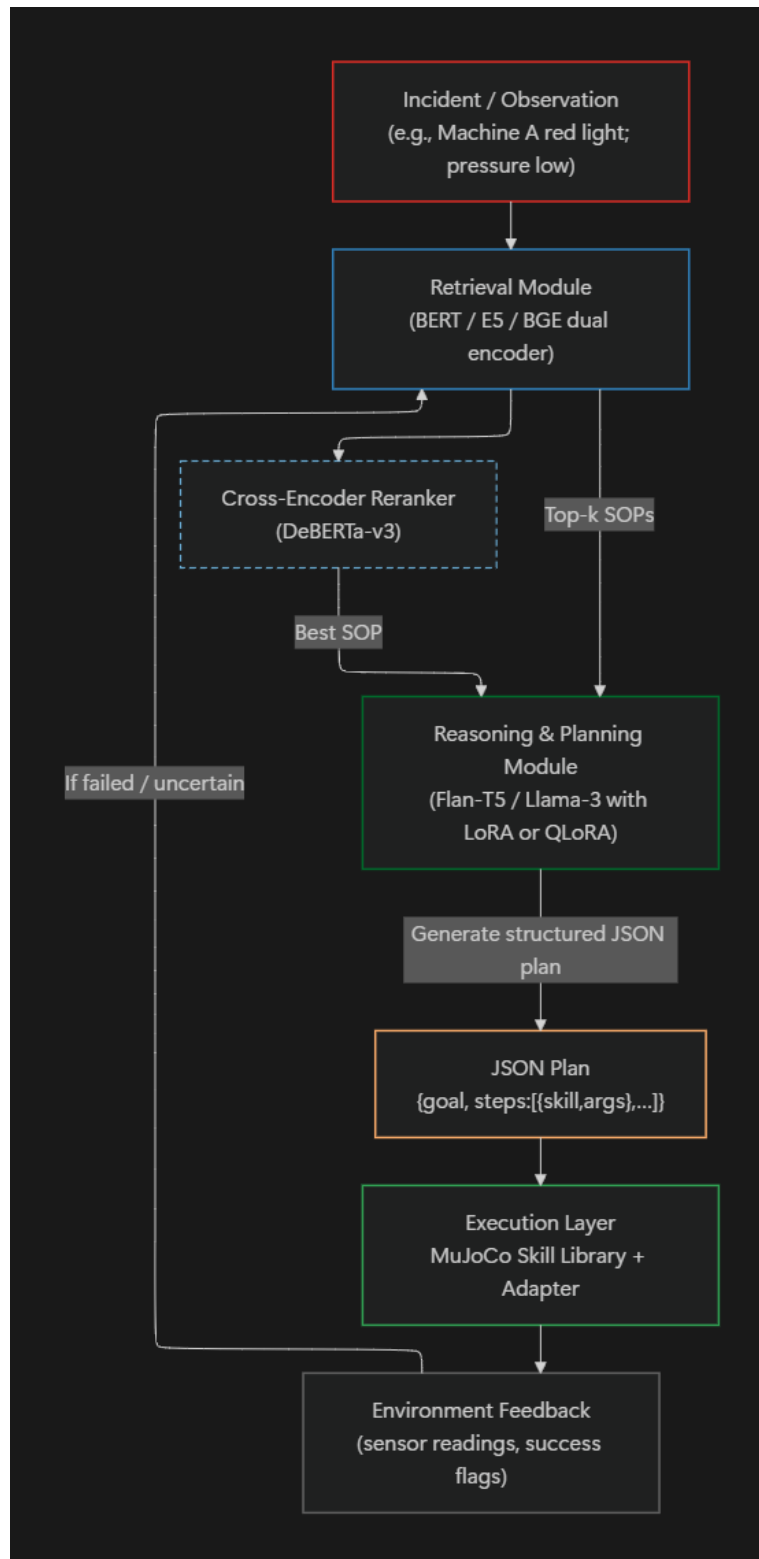 Incident / Observation
(e.g., Machine A red light;
pressure low)
Retrieval Module
(BERT / E5 / BGE dual
encoder)
Cross-Encoder Reranker
(DeBERTa-v3)
Top-k SOPs
Best SOP
Reasoning & Planning
Module
(Flan-T5 / Llama-3 with
LoRA or QLoRA)
If failed / uncertain
Generate structured JSON
plan
JSON Plan
{goal, steps:[{skill,args},...]}
Execution Layer
MuJoCo Skill Library +
Adapter
Environment Feedback
(sensor readings, success
flags)